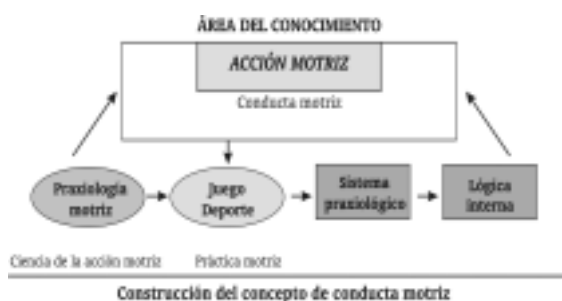 ÁREA DEL CONOCIMIENTO
ACCIÓN MOTRIZ
Conducta motriz
Praxiología
motriz
Juego
Deporte
Sistema
praxiológico
Lógica
interna
Ciencia de la acción motriz
Práctica motriz
Construcción del concepto de conducta motriz